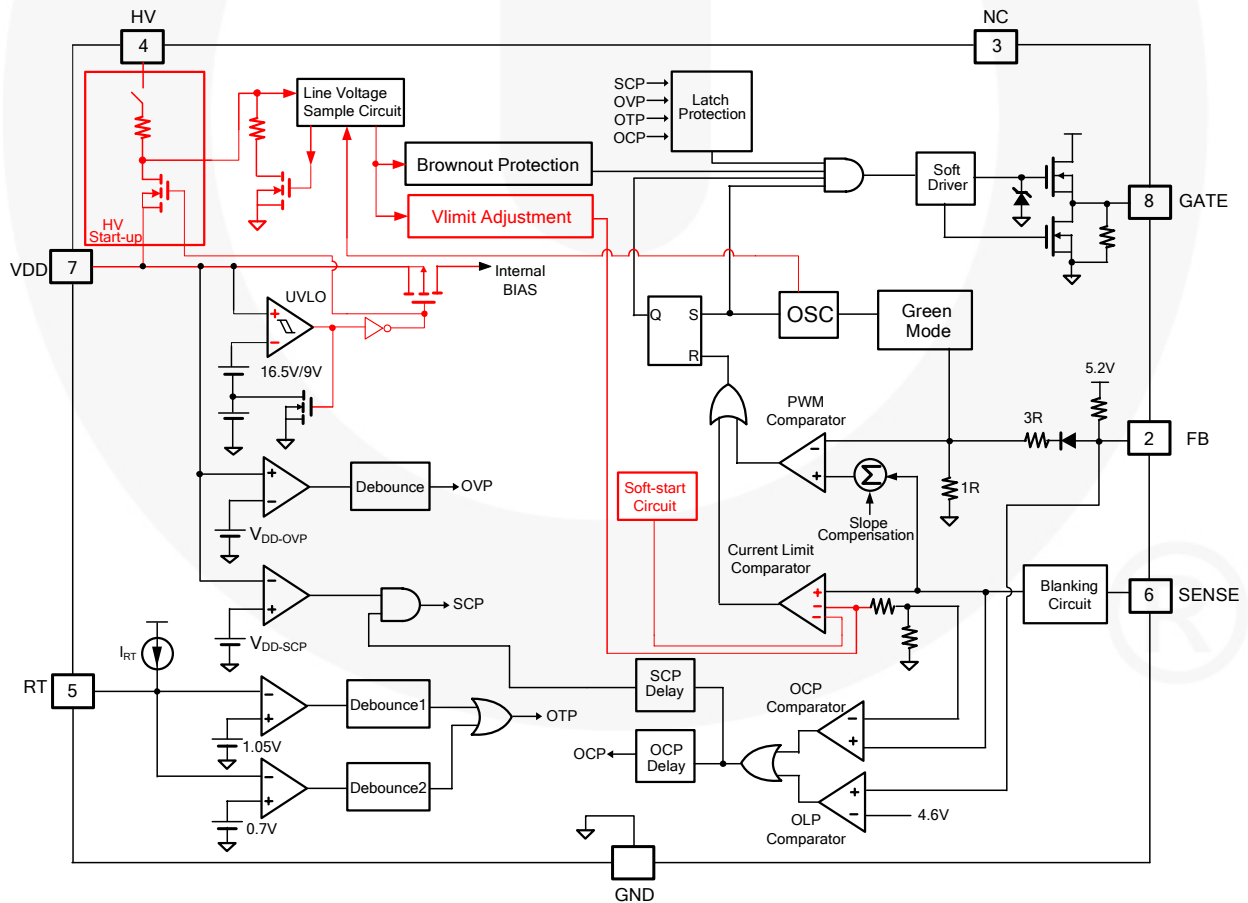 HV
4
NC
3
Line Voltage
Sample Circuit
SCP
OVP
OTP
OCP
Latch
Protection
Brownout Protection
Vlimit Adjustment
Soft
Driver
8
GATE
HV
Start-up
VDD
7
Internal
BIAS
UVLO
+
−
16.5V/9V
Q
S
R
OSC
Green
Mode
5.2V
PWM
Comparator
−
+
Σ
3R
2
FB
1R
Slope
Compensation
+
−
Debounce
OVP
VDD-OVP
Soft-start
Circuit
Current Limit
Comparator
+
−
−
Blanking
Circuit
6
SENSE
−
+
SCP
VDD-SCP
IRT
RT
5
−
+
Debounce1
1.05V
OTP
−
+
Debounce2
0.7V
SCP
Delay
OCP
OCP
Delay
OCP
Comparator
−
+
+
−
4.6V
OLP
Comparator
GND
®